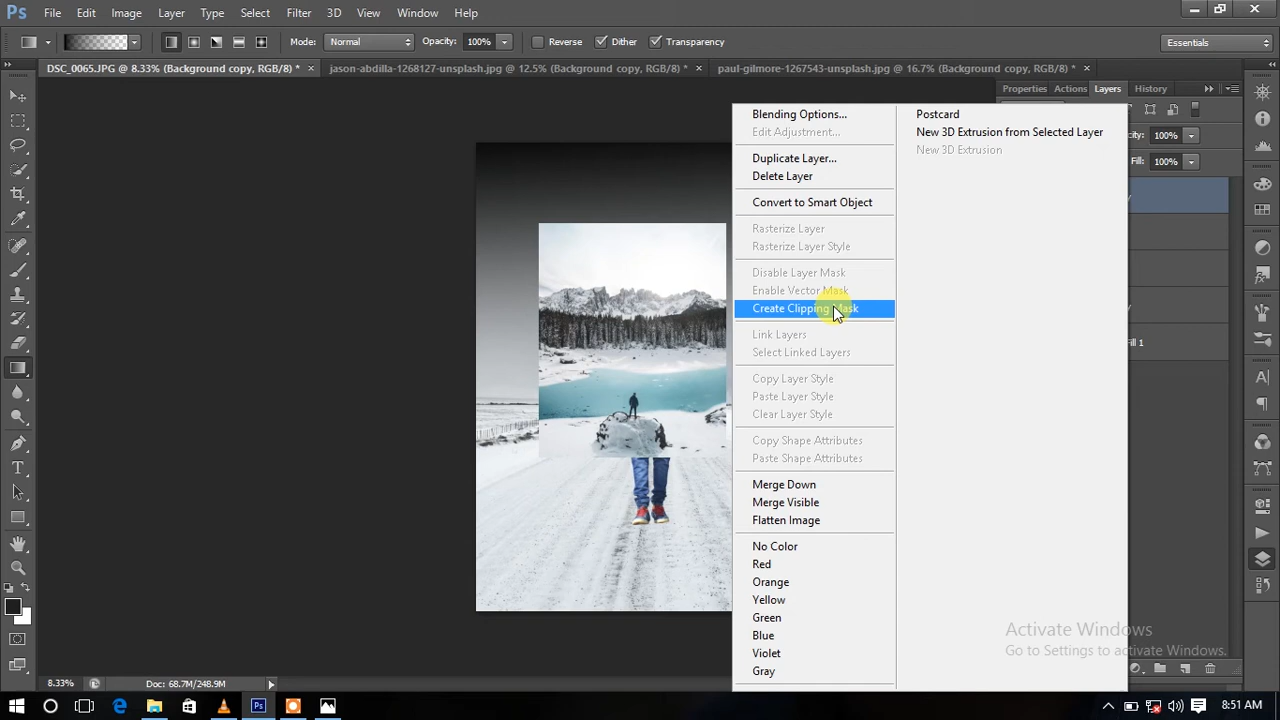 Ps File Edit Image Layer Type Select Filter 3D View Window Help
Mode: Normal Opacity: 100% Reverse Dither Transparency Essentials
DSC_0065.JPG @ 8.33% (Background copy, RGB/8) * × jason-abdilla-1268127-unsplash.jpg @ 12.5% (Background copy, RGB/8) * × paul-gilmore-1267543-unsplash.jpg @ 16.7% (Background copy, RGB/8) * ×
Properties Actions Layers History
Blending Options...
Edit Adjustment...
Duplicate Layer...
Delete Layer
Convert to Smart Object
Rasterize Layer
Rasterize Layer Style
Disable Layer Mask
Enable Vector Mask
Create Clipping Mask
Link Layers
Select Linked Layers
Copy Layer Style
Paste Layer Style
Clear Layer Style
Copy Shape Attributes
Paste Shape Attributes
Merge Down
Merge Visible
Flatten Image
No Color
Red
Orange
Yellow
Green
Blue
Violet
Gray
Postcard
New 3D Extrusion from Selected Layer
New 3D Extrusion
100%
Fill: 100%
Activate Windows
Go to Settings to activate Windows.
8.33% Doc: 68.7M/248.9M
8:51 AM